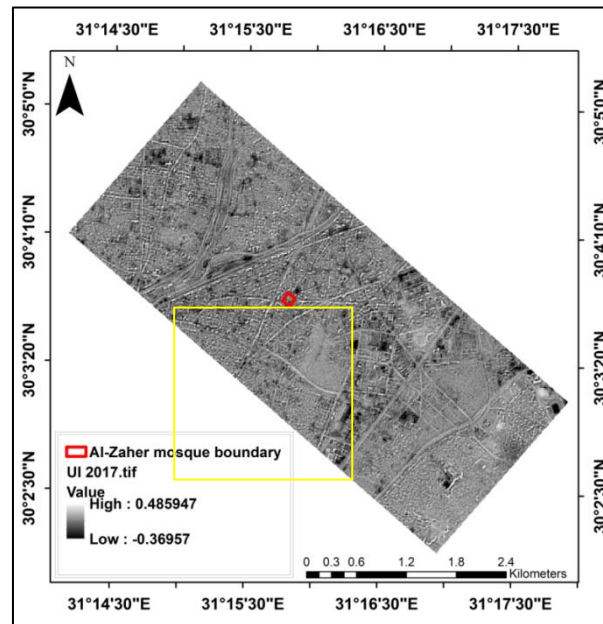 31°14'30"E 31°15'30"E 31°16'30"E 31°17'30"E
N
30°5'0"N 30°5'0"N
30°4'10"N 30°4'10"N
30°3'20"N 30°3'20"N
30°2'30"N 30°2'30"N
Al-Zaher mosque boundary
UI 2017.tif
Value
High : 0.485947
Low : -0.36957
0 0.3 0.6 1.2 1.8 2.4
Kilometers
31°14'30"E 31°15'30"E 31°16'30"E 31°17'30"E